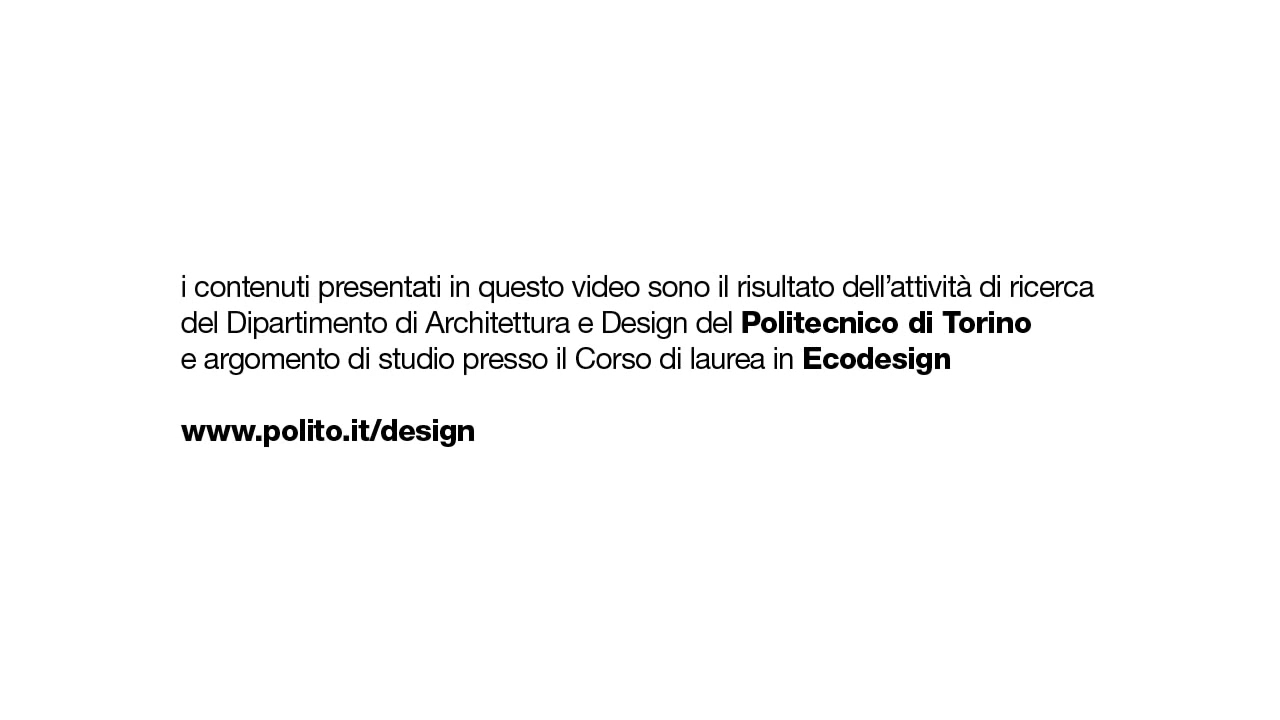 i contenuti presentati in questo video sono il risultato dell’attività di ricerca
del Dipartimento di Architettura e Design del Politecnico di Torino
e argomento di studio presso il Corso di laurea in Ecodesign
www.polito.it/design